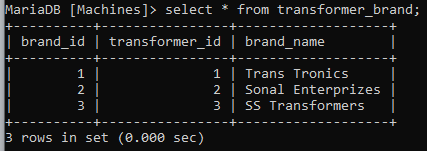 MariaDB [Machines]> select * from transformer_brand;
+----------+----------------+-------------------+
| brand_id | transformer_id | brand_name        |
+----------+----------------+-------------------+
|        1 |              1 | Trans Tronics     |
|        2 |              2 | Sonal Enterprizes |
|        3 |              3 | SS Transformers   |
+----------+----------------+-------------------+
3 rows in set (0.000 sec)